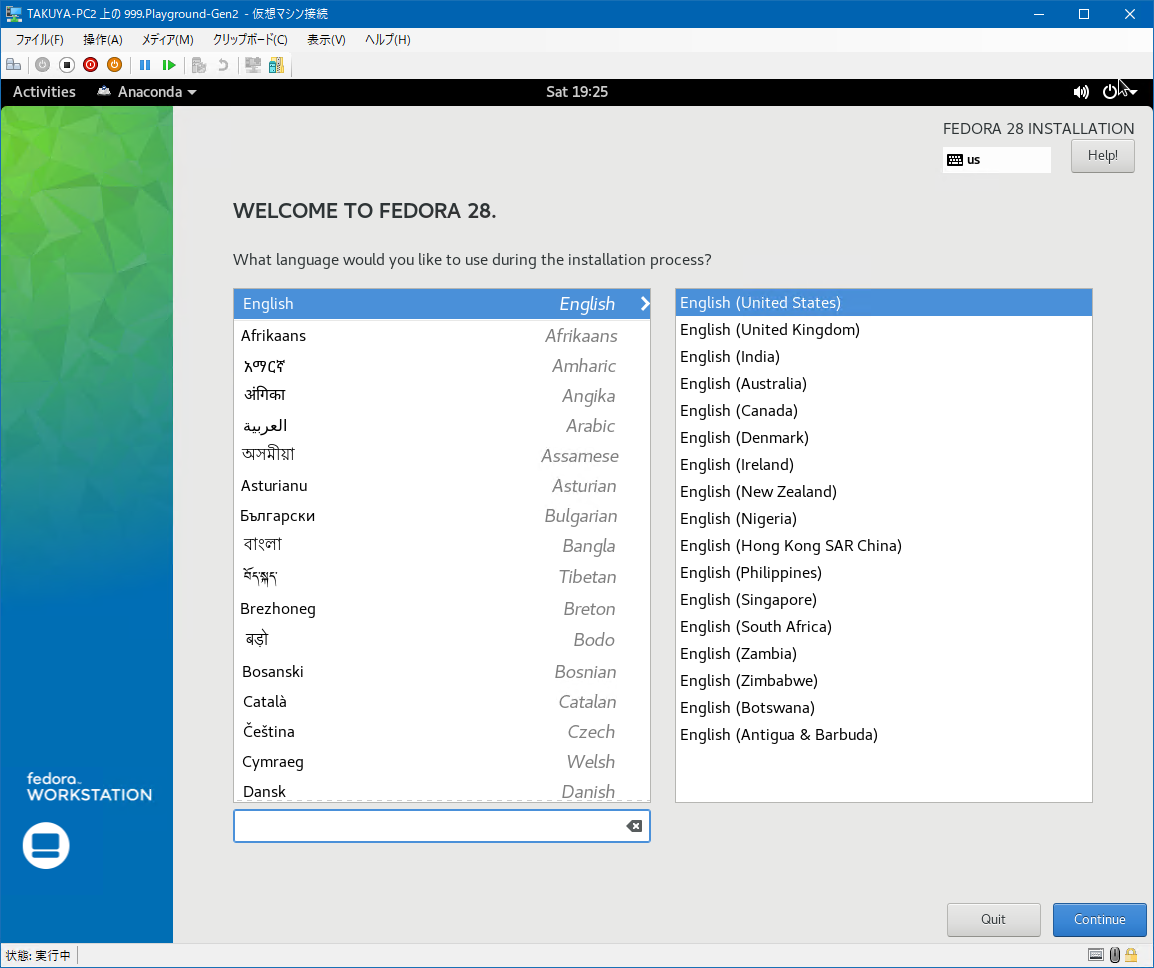 TAKUYA-PC2 上の 999.Playground-Gen2 - 仮想マシン接続
ファイル(F) 操作(A) メディア(M) クリップボード(C) 表示(V) ヘルプ(H)
Activities Anaconda Sat 19:25
FEDORA 28 INSTALLATION
us Help!
WELCOME TO FEDORA 28.
What language would you like to use during the installation process?
English English
Afrikaans Afrikaans
አማርኛ Amharic
अंगिका Angika
العربية Arabic
অসমীয়া Assamese
Asturianu Asturian
Български Bulgarian
বাংলা Bangla
བོད་སྐད་ Tibetan
Brezhoneg Breton
बड़ो Bodo
Bosanski Bosnian
Català Catalan
Čeština Czech
Cymraeg Welsh
Dansk Danish
English (United States)
English (United Kingdom)
English (India)
English (Australia)
English (Canada)
English (Denmark)
English (Ireland)
English (New Zealand)
English (Nigeria)
English (Hong Kong SAR China)
English (Philippines)
English (Singapore)
English (South Africa)
English (Zambia)
English (Zimbabwe)
English (Botswana)
English (Antigua & Barbuda)
fedora™
WORKSTATION
Quit Continue
状態: 実行中